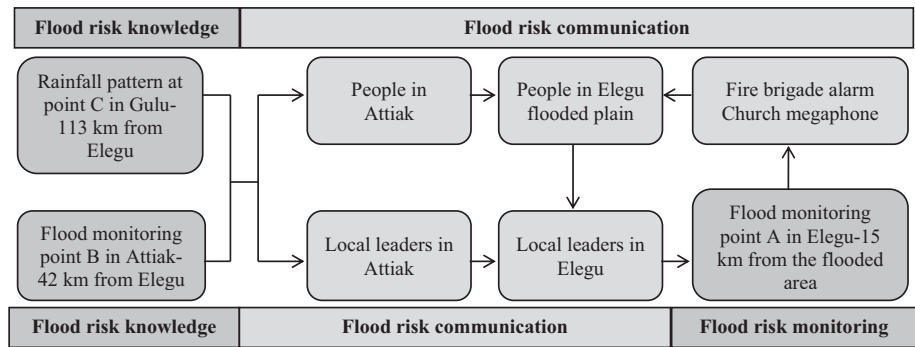 Flood risk knowledge
Flood risk communication
Rainfall pattern at
point C in Gulu-
113 km from
Elegu
People in
Attiak
People in Elegu
flooded plain
Fire brigade alarm
Church megaphone
Flood monitoring
point B in Attiak-
42 km from Elegu
Local leaders in
Attiak
Local leaders in
Elegu
Flood monitoring
point A in Elegu-15
km from the flooded
area
Flood risk knowledge
Flood risk communication
Flood risk monitoring